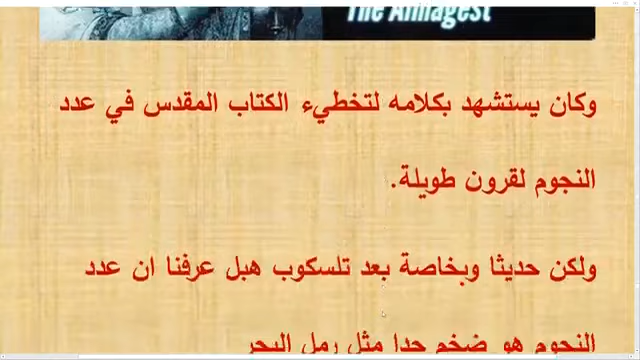 The Almagest
وكان يستشهد بكلامه لتخطيء الكتاب المقدس في عدد
النجوم لقرون طويلة.
ولكن حديثا وبخاصة بعد تلسكوب هبل عرفنا ان عدد
النجوم هو ضخم جدا مثل رمل البحر